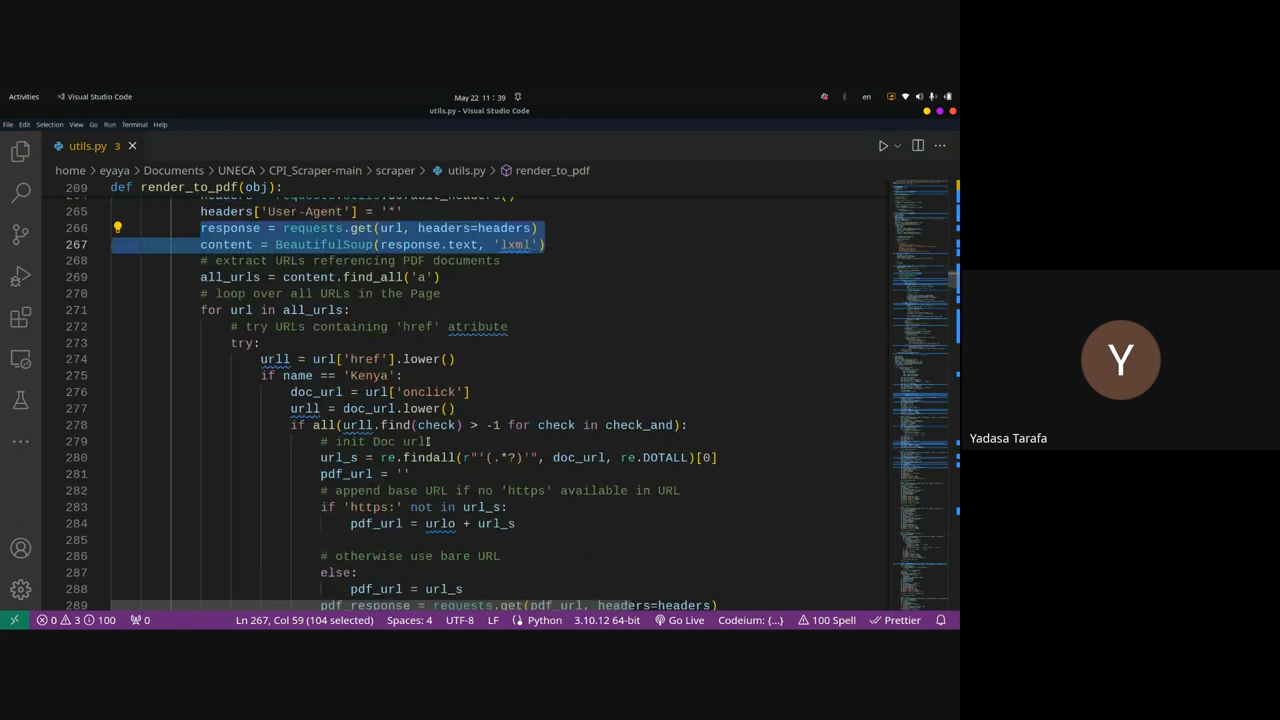 Activities
Visual Studio Code
May 22 11:39
en
utils.py - Visual Studio Code
File Edit Selection View Go Run Terminal Help
utils.py 3
home > eyaya > Documents > UNECA > CPI_Scraper-main > scraper > utils.py > render_to_pdf
209 def render_to_pdf(obj):
265 headers['User-Agent'] = '*'
response = requests.get(url, headers=headers)
267 content = BeautifulSoup(response.text, 'lxml')
268 # extract URLs referencing PDF documents
269 all_urls = content.find_all('a')
270 # loop over all URLs in the Page
271 for url in all_urls:
272 # try URLs containing 'href' atribute
273 try:
274 urll = url['href'].lower()
275 if name == 'Kenya':
276 doc_url = url['onclick']
277 urll = doc_url.lower()
278 if(urll.find(check) > -1 for check in check_and):
279 # init Doc url
280 url_s = re.findall(r"'(.*?)'", doc_url, re.DOTALL)[0]
281 pdf_url = ''
282 # append base URL if to 'https' available in URL
283 if 'https:' not in url_s:
284 pdf_url = urlo + url_s
285
286 # otherwise use bare URL
287 else:
288 pdf_url = url_s
289 pdf_response = requests.get(pdf_url, headers=headers)
0 3 100 0 Ln 267, Col 59 (104 selected) Spaces: 4 UTF-8 LF Python 3.10.12 64-bit Go Live Codeium: {...} 100 Spell Prettier
Y
Yadasa Tarafa